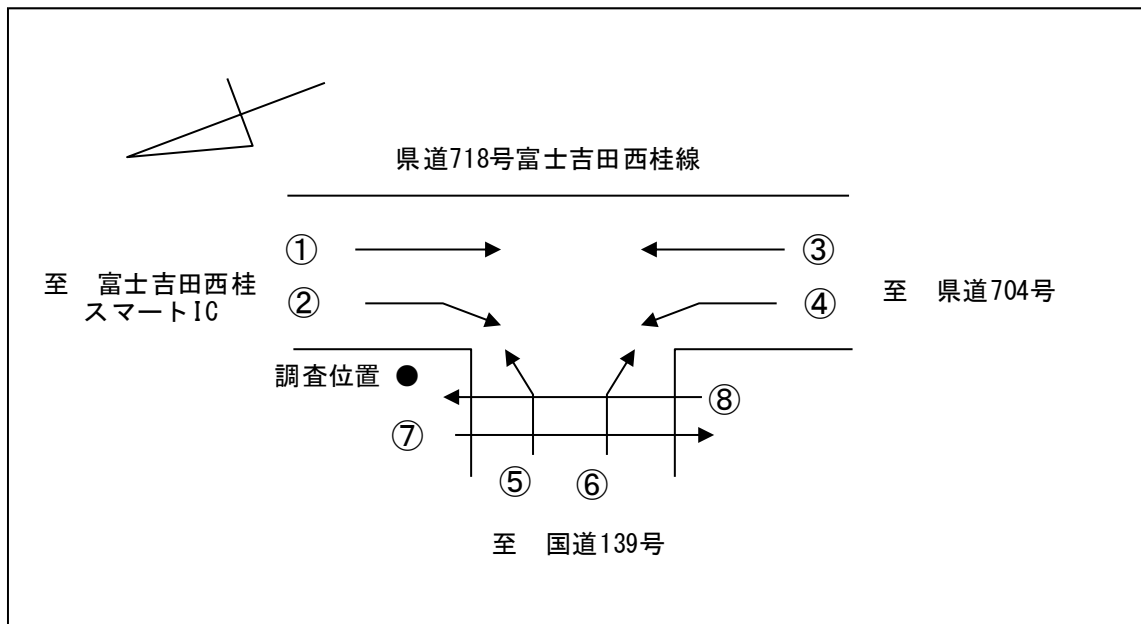 県道718号富士吉田西桂線
①
③
至 富士吉田西桂
スマートIC
②
④
至 県道704号
調査位置 ●
⑧
⑦
⑤
⑥
至 国道139号